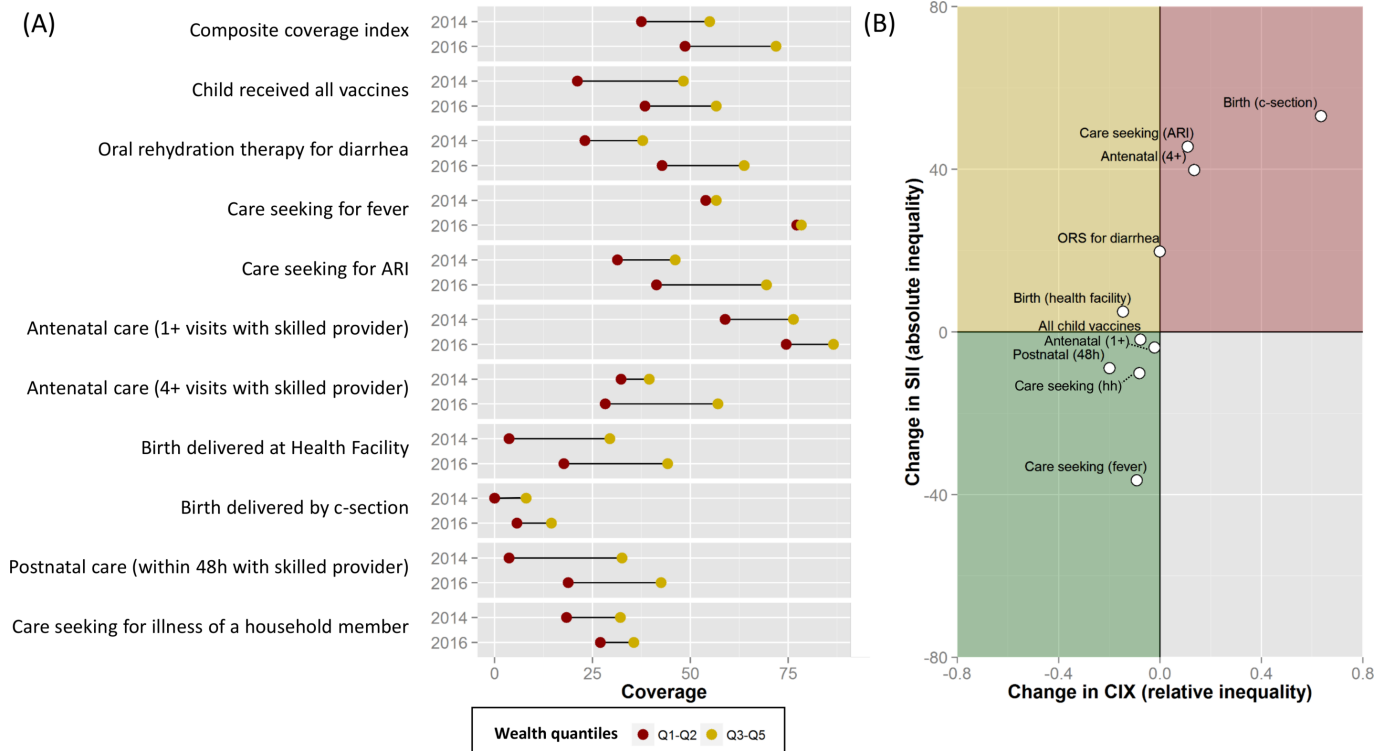 (A)
Composite coverage index
2014
2016
Child received all vaccines
2014
2016
Oral rehydration therapy for diarrhea
2014
2016
Care seeking for fever
2014
2016
Care seeking for ARI
2014
2016
Antenatal care (1+ visits with skilled provider)
2014
2016
Antenatal care (4+ visits with skilled provider)
2014
2016
Birth delivered at Health Facility
2014
2016
Birth delivered by c-section
2014
2016
Postnatal care (within 48h with skilled provider)
2014
2016
Care seeking for illness of a household member
2014
2016
0 25 50 75
Coverage
Wealth quantiles Q1-Q2 Q3-Q5
(B)
Change in SII (absolute inequality)
80
40
0
-40
-80
Birth (c-section)
Care seeking (ARI)
Antenatal (4+)
ORS for diarrhea
Birth (health facility)
All child vaccines
Antenatal (1+)
Postnatal (48h)
Care seeking (hh)
Care seeking (fever)
-0.8 -0.4 0.0 0.4 0.8
Change in CIX (relative inequality)